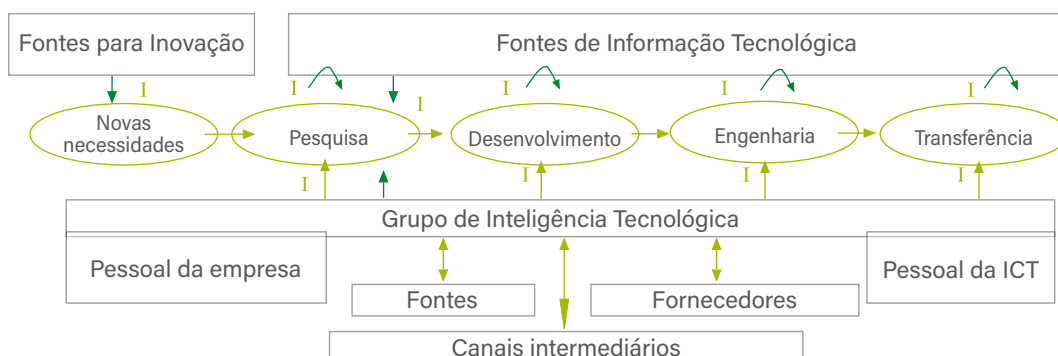 Fontes para Inovação
Fontes de Informação Tecnológica
I
I
I
I
I
I
Novas
necessidades
Pesquisa
Desenvolvimento
Engenharia
Transferência
I
I
I
I
Grupo de Inteligência Tecnológica
Pessoal da empresa
Pessoal da ICT
Fontes
Fornecedores
Canais intermediários